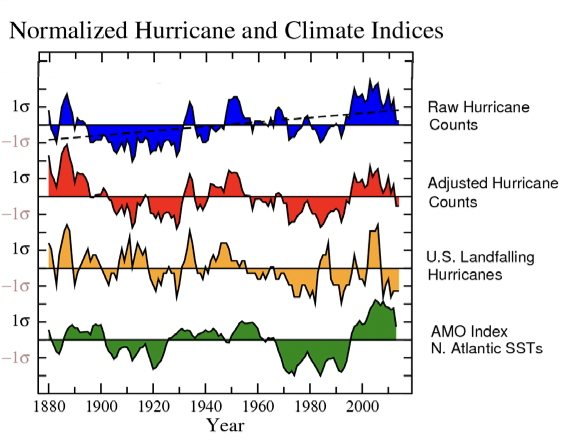 Normalized Hurricane and Climate Indices
1σ
−1σ
Raw Hurricane
Counts
1σ
−1σ
Adjusted Hurricane
Counts
1σ
−1σ
U.S. Landfalling
Hurricanes
1σ
−1σ
AMO Index
N. Atlantic SSTs
1880 1900 1920 1940 1960 1980 2000
Year